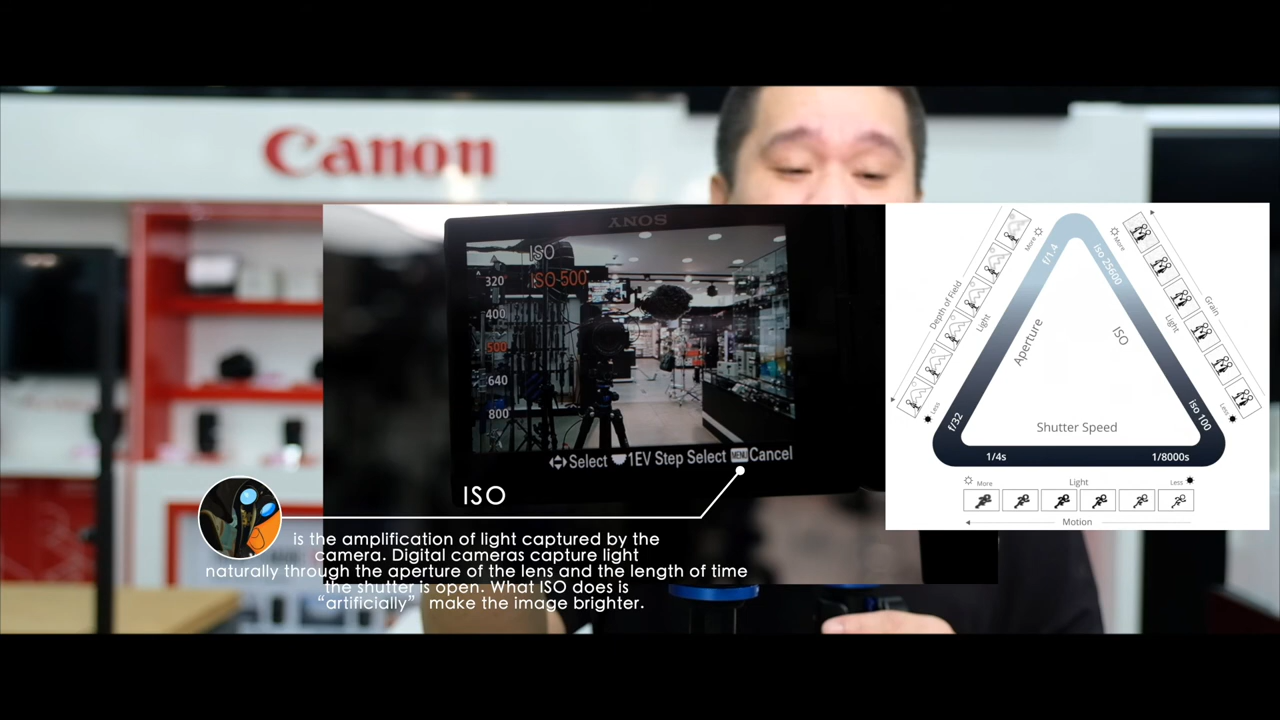 Canon
SONY
ISO
ISO 500
320
400
500
640
800
Select 1EV Step Select MENU Cancel
ISO
is the amplification of light captured by the
camera. Digital cameras capture light
naturally through the aperture of the lens and the length of time
the shutter is open. What ISO does is
“artificially” make the image brighter.
More
More
f/1.4
iso 25600
Depth of Field
Light
Aperture
ISO
Light
Grain
Less
f/32
Shutter Speed
iso 100
Less
1/4s
1/8000s
More
Light
Less
Motion